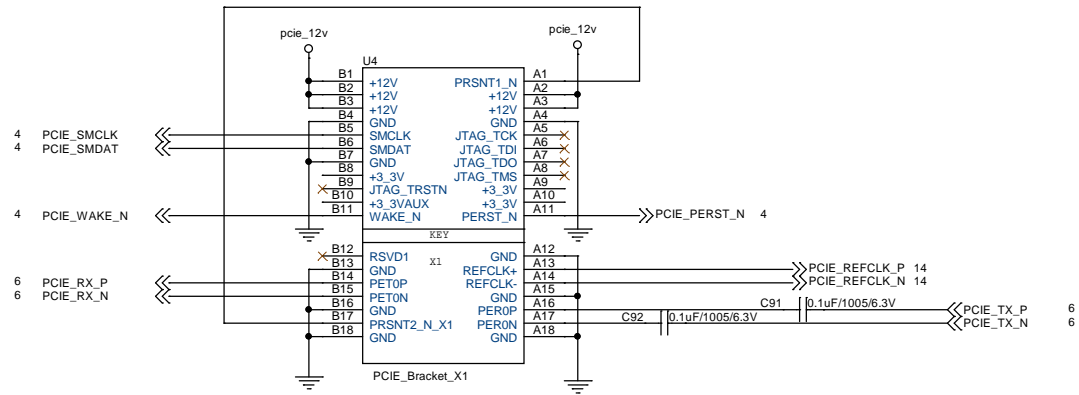 pcie_12v pcie_12v
U4
B1 +12V PRSNT1_N A1
B2 +12V +12V A2
B3 +12V +12V A3
B4 GND GND A4
4 PCIE_SMCLK B5 SMCLK JTAG_TCK A5
4 PCIE_SMDAT B6 SMDAT JTAG_TDI A6
B7 GND JTAG_TDO A7
B8 +3_3V JTAG_TMS A8
B9 JTAG_TRSTN +3_3V A9
B10 +3_3VAUX +3_3V A10
4 PCIE_WAKE_N B11 WAKE_N PERST_N A11 PCIE_PERST_N 4
KEY
X1
B12 RSVD1 GND A12
B13 GND REFCLK+ A13 PCIE_REFCLK_P 14
6 PCIE_RX_P B14 PET0P REFCLK- A14 PCIE_REFCLK_N 14
6 PCIE_RX_N B15 PET0N GND A15
B16 GND PER0P A16 C91 0.1uF/1005/6.3V PCIE_TX_P 6
B17 PRSNT2_N_X1 PER0N A17 C92 0.1uF/1005/6.3V PCIE_TX_N 6
B18 GND GND A18
PCIE_Bracket_X1